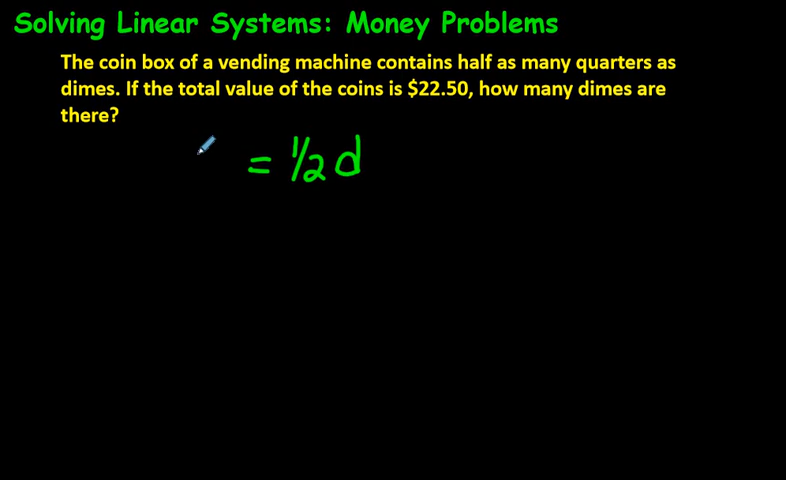 Solving Linear Systems: Money Problems
The coin box of a vending machine contains half as many quarters as
dimes. If the total value of the coins is $22.50, how many dimes are
there?
= ½ d